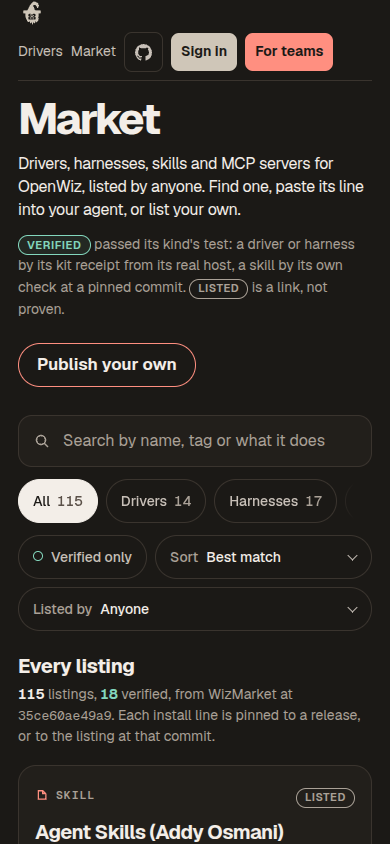 Drivers Market Sign in For teams
Market
Drivers, harnesses, skills and MCP servers for
OpenWiz, listed by anyone. Find one, paste its line
into your agent, or list your own.
VERIFIED passed its kind's test: a driver or harness
by its kit receipt from its real host, a skill by its own
check at a pinned commit. LISTED is a link, not
proven.
Publish your own
Search by name, tag or what it does
All 115 Drivers 14 Harnesses 17
Verified only Sort Best match
Listed by Anyone
Every listing
115 listings, 18 verified, from WizMarket at
35ce60ae49a9. Each install line is pinned to a release,
or to the listing at that commit.
SKILL LISTED
Agent Skills (Addy Osmani)